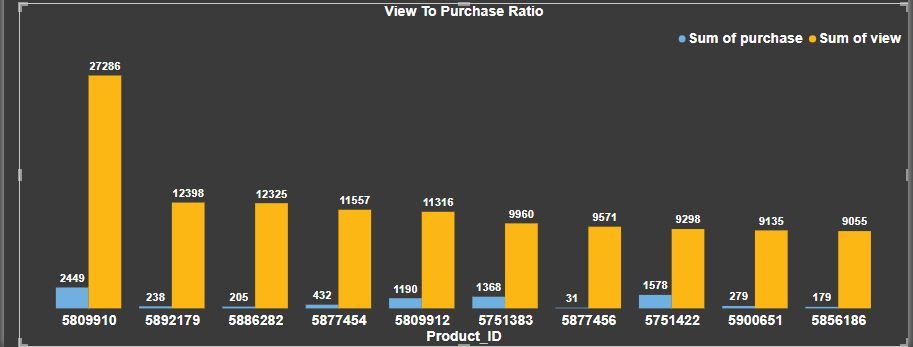 View To Purchase Ratio
Sum of purchase Sum of view
27286
12398 12325 11557 11316 9960 9571 9298 9135 9055
2449 238 205 432 1190 1368 31 1578 279 179
5809910 5892179 5886282 5877454 5809912 5751383 5877456 5751422 5900651 5856186
Product_ID